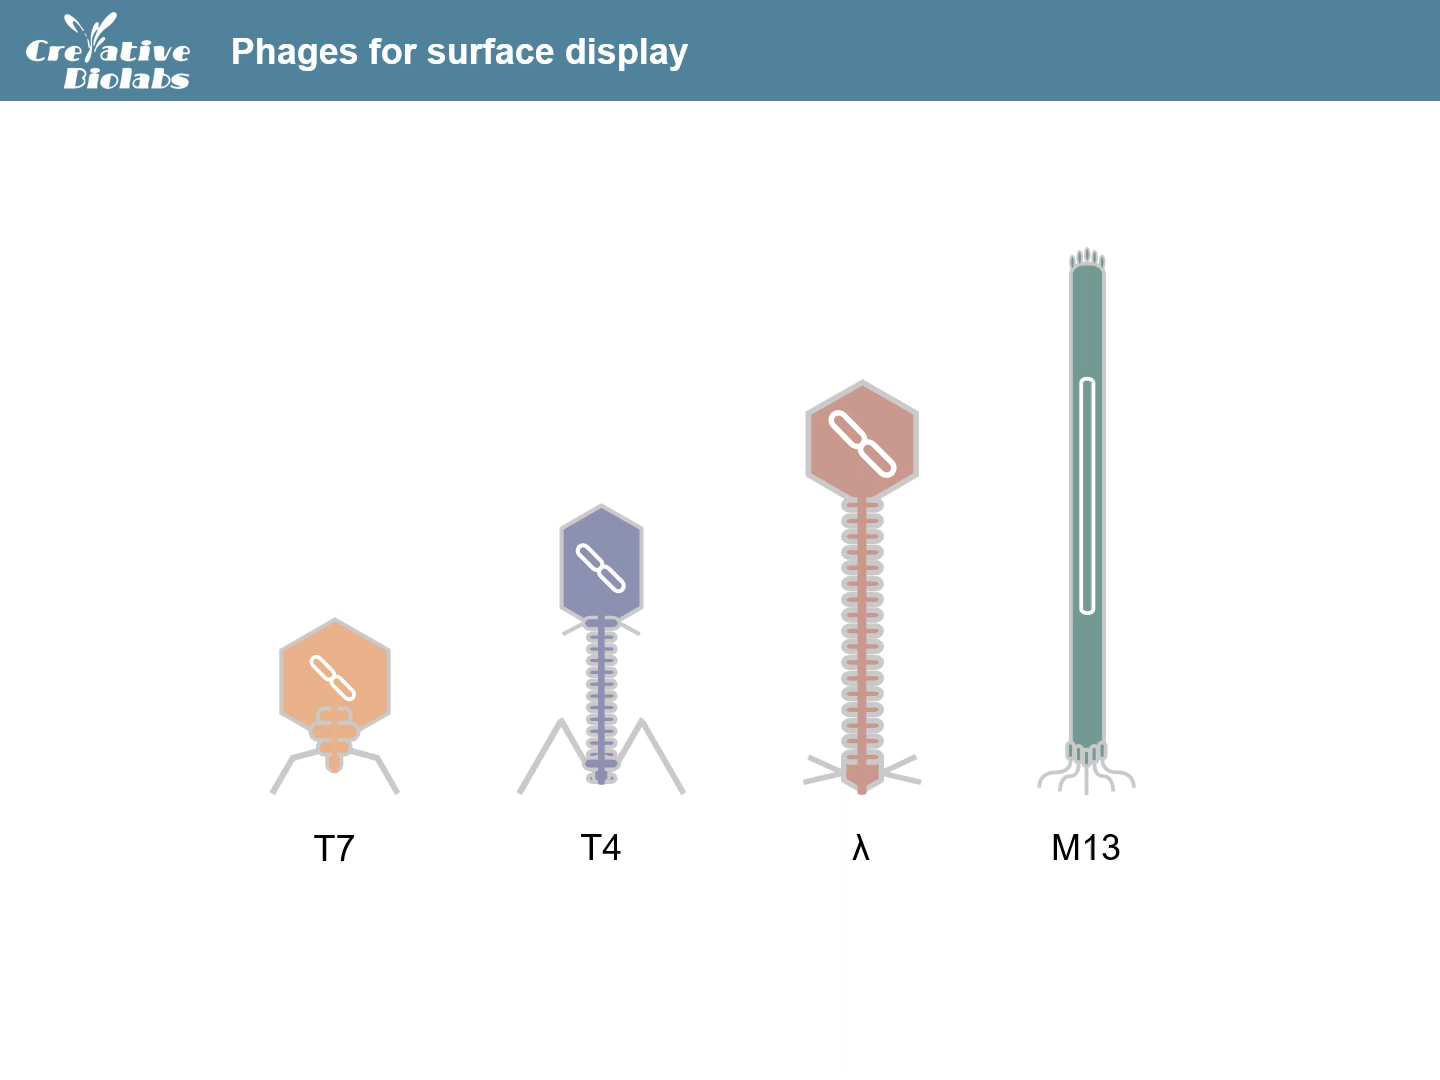 Creative
Biolabs
Phages for surface display
T7
T4
λ
M13